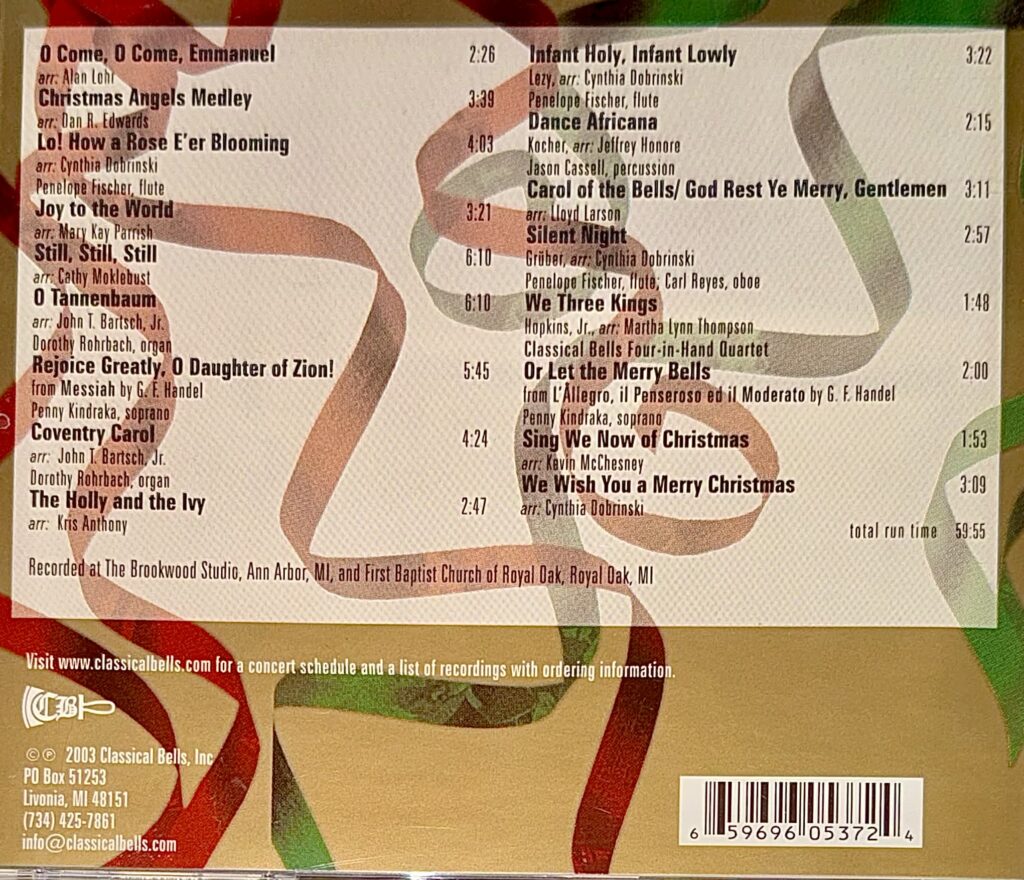 O Come, O Come, Emmanuel 2:26
arr: Alan Lohr
Christmas Angels Medley 3:39
arr: Dan R. Edwards
Lo! How a Rose E'er Blooming 4:03
arr: Cynthia Dobrinski
Penelope Fischer, flute
Joy to the World 3:21
arr: Mary Kay Parrish
Still, Still, Still 6:10
arr: Cathy Moklebust
O Tannenbaum 6:10
arr: John T. Bartsch, Jr.
Dorothy Rohrbach, organ
Rejoice Greatly, O Daughter of Zion! 5:45
from Messiah by G. F. Handel
Penny Kindraka, soprano
Coventry Carol 4:24
arr: John T. Bartsch, Jr.
Dorothy Rohrbach, organ
The Holly and the Ivy 2:47
arr: Kris Anthony
Infant Holy, Infant Lowly 3:22
Lezy, arr: Cynthia Dobrinski
Penelope Fischer, flute
Dance Africana 2:15
Kocher, arr: Jeffrey Honore
Jason Cassell, percussion
Carol of the Bells/ God Rest Ye Merry, Gentlemen 3:11
arr: Lloyd Larson
Silent Night 2:57
Grüber, arr: Cynthia Dobrinski
Penelope Fischer, flute; Carl Reyes, oboe
We Three Kings 1:48
Hopkins, Jr., arr: Martha Lynn Thompson
Classical Bells Four-in-Hand Quartet
Or Let the Merry Bells 2:00
from L'Allegro, il Penseroso ed il Moderato by G. F. Handel
Penny Kindraka, soprano
Sing We Now of Christmas 1:53
arr: Kevin McChesney
We Wish You a Merry Christmas 3:09
arr: Cynthia Dobrinski
total run time 59:55
Recorded at The Brookwood Studio, Ann Arbor, MI, and First Baptist Church of Royal Oak, Royal Oak, MI
Visit www.classicalbells.com for a concert schedule and a list of recordings with ordering information.
CB
©℗ 2003 Classical Bells, Inc
PO Box 51253
Livonia, MI 48151
(734) 425-7861
info@classicalbells.com
6 59696 05372 4